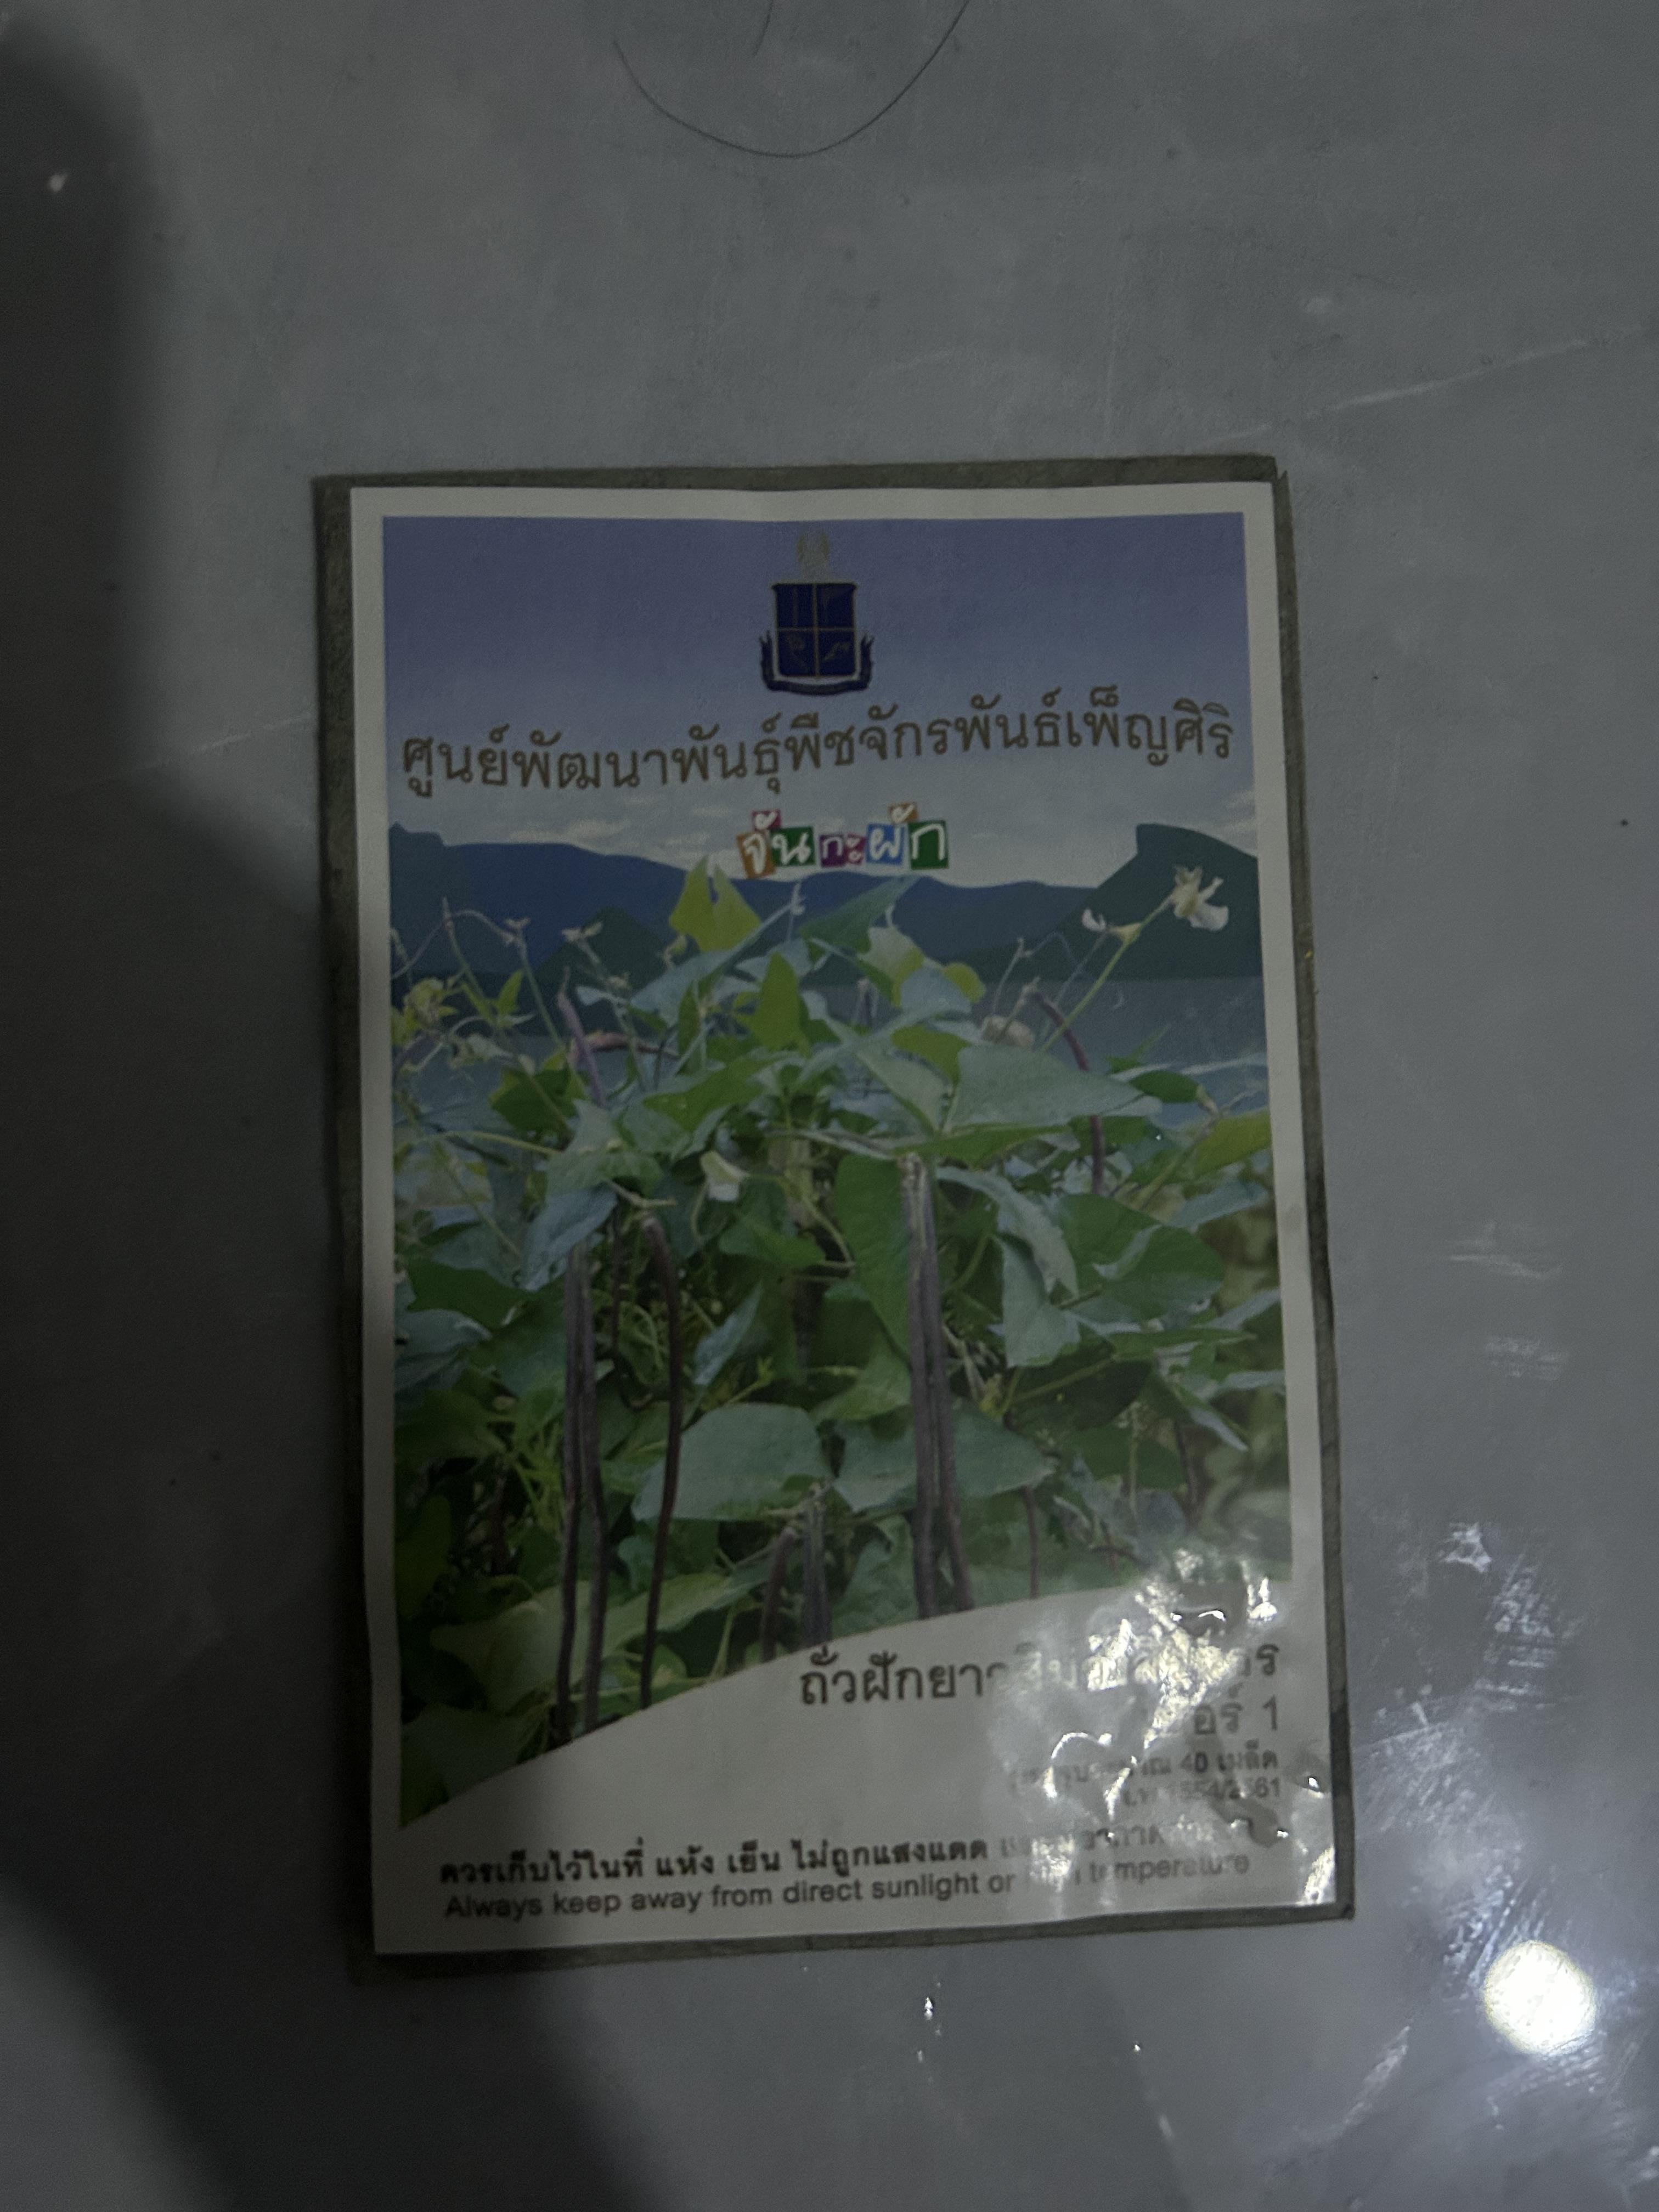 ศูนย์พัฒนาพันธุ์พืชจักรพันธ์เพ็ญศิริ
จันกะผัก
ถั่วฝักยาว
1
40 เมล็ด
ควรเก็บไว้ในที่ แห้ง เย็น ไม่ถูกแสงแดด
Always keep away from direct sunlight or temperature